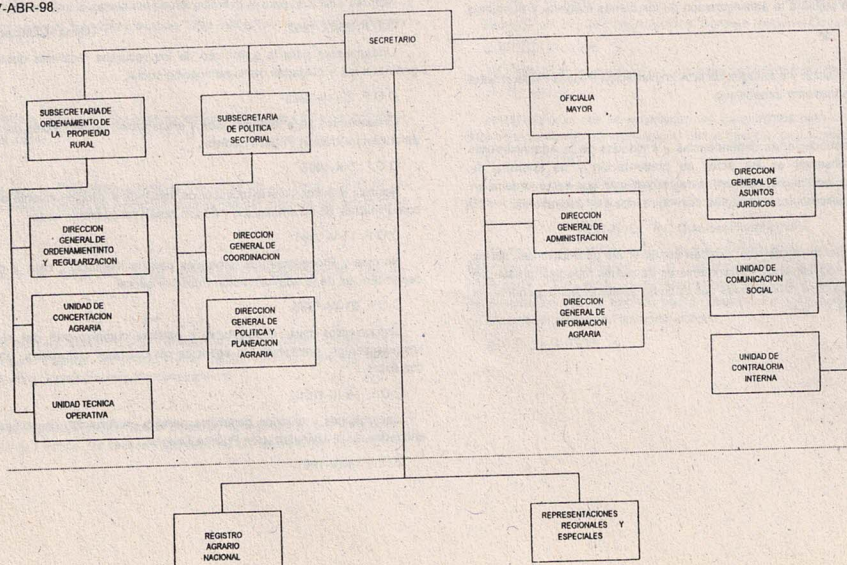 -ABR-98.
SECRETARIO
SUBSECRETARIA DE
ORDENAMIENTO DE
LA PROPIEDAD
RURAL
SUBSECRETARIA
DE POLITICA
SECTORIAL
OFICIALIA
MAYOR
DIRECCION
GENERAL DE
ASUNTOS
JURIDICOS
DIRECCION
GENERAL DE
ORDENAMIENTINTO
Y REGULARIZACION
DIRECCION
GENERAL DE
COORDINACION
DIRECCION
GENERAL DE
ADMINISTRACION
UNIDAD DE
COMUNICACION
SOCIAL
UNIDAD DE
CONCERTACION
AGRARIA
DIRECCION
GENERAL DE
POLITICA Y
PLANEACION
AGRARIA
DIRECCION
GENERAL DE
INFORMACION
AGRARIA
UNIDAD DE
CONTRALORIA
INTERNA
UNIDAD TECNICA
OPERATIVA
REGISTRO
AGRARIO
NACIONAL
REPRESENTACIONES
REGIONALES Y
ESPECIALES